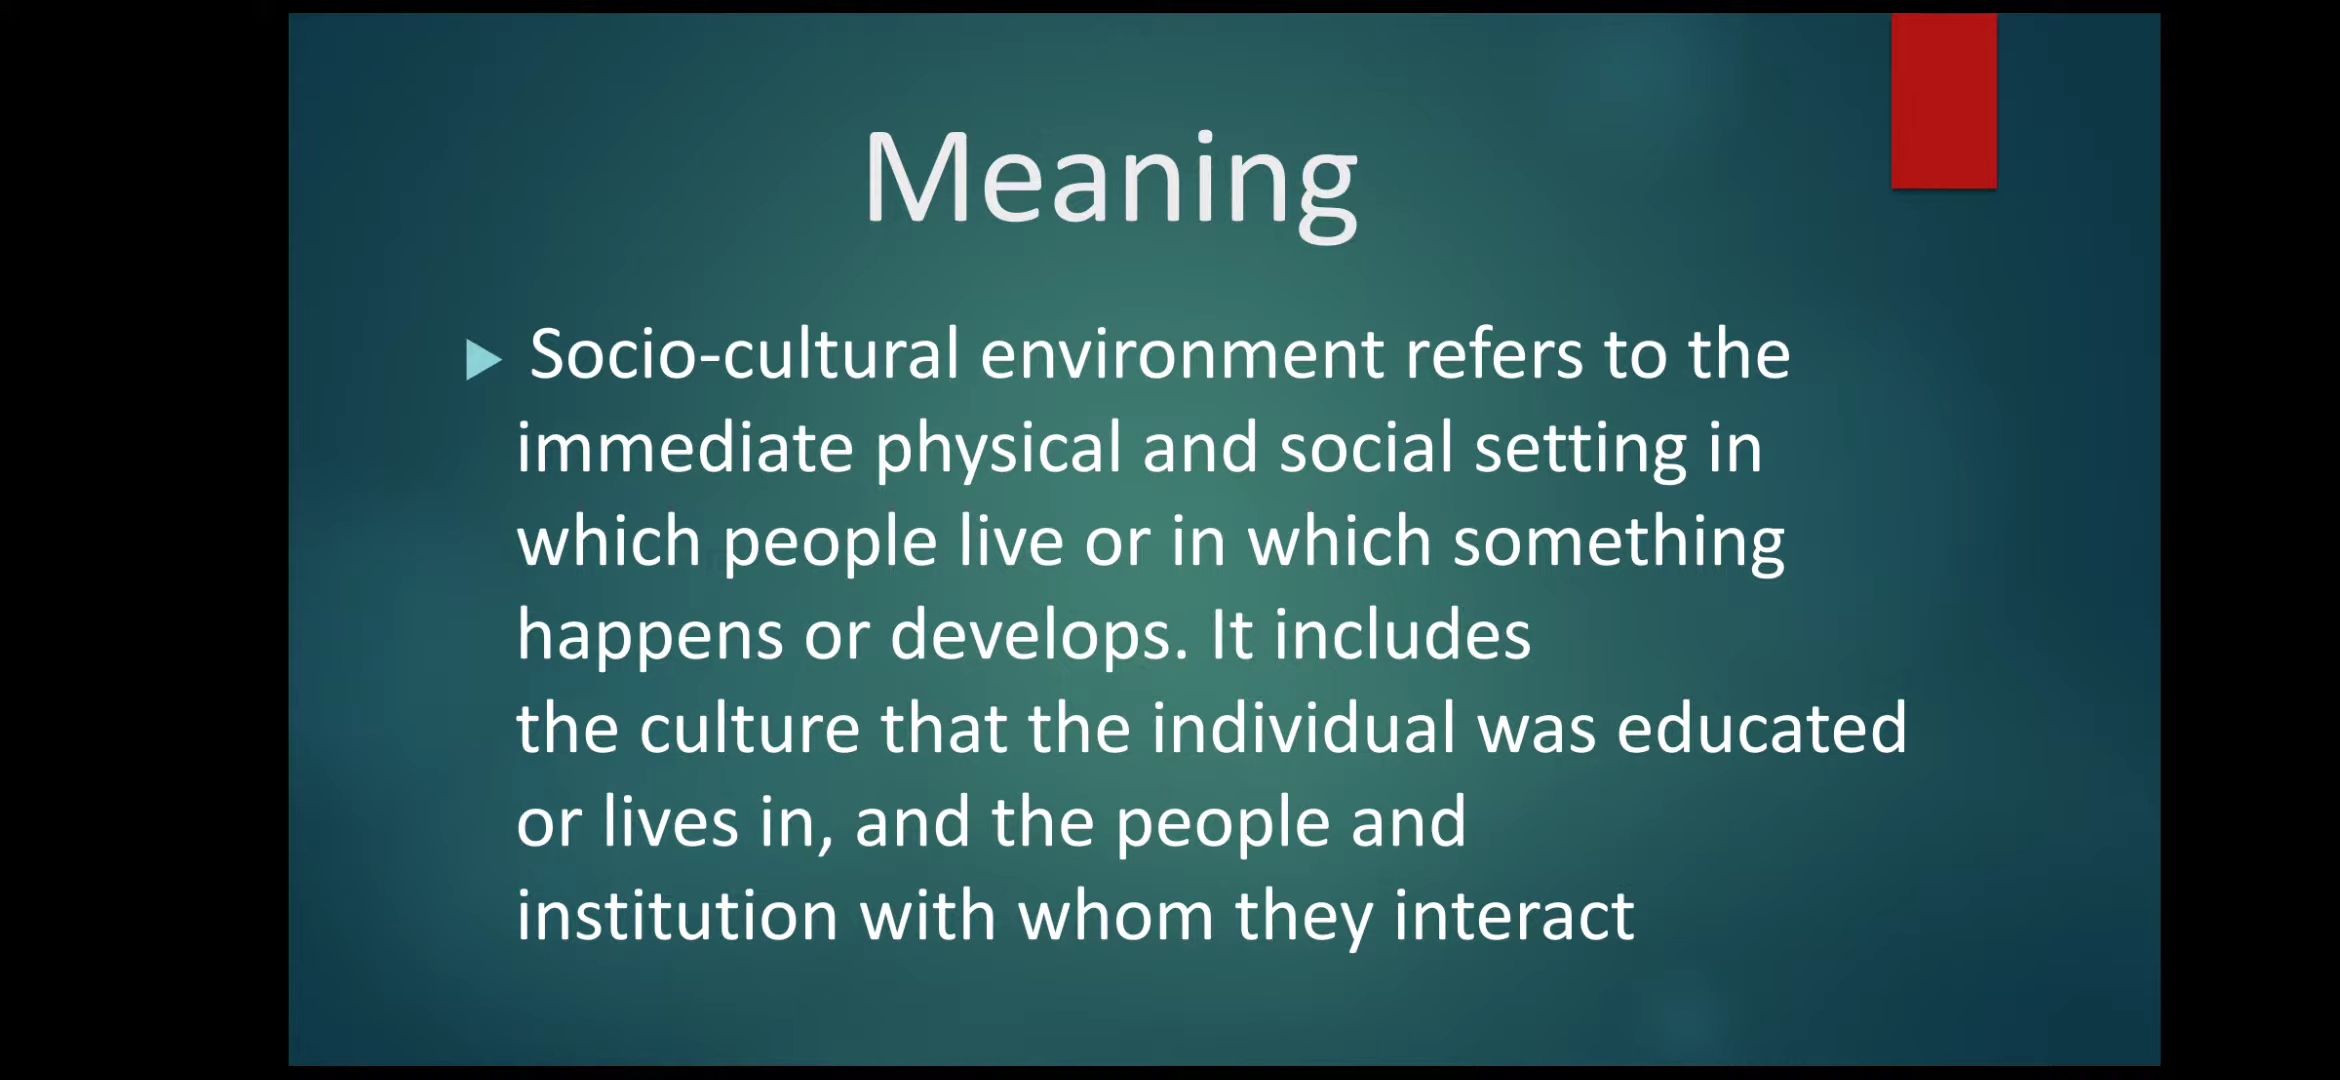 Meaning
Socio-cultural environment refers to the
immediate physical and social setting in
which people live or in which something
happens or develops. It includes
the culture that the individual was educated
or lives in, and the people and
institution with whom they interact